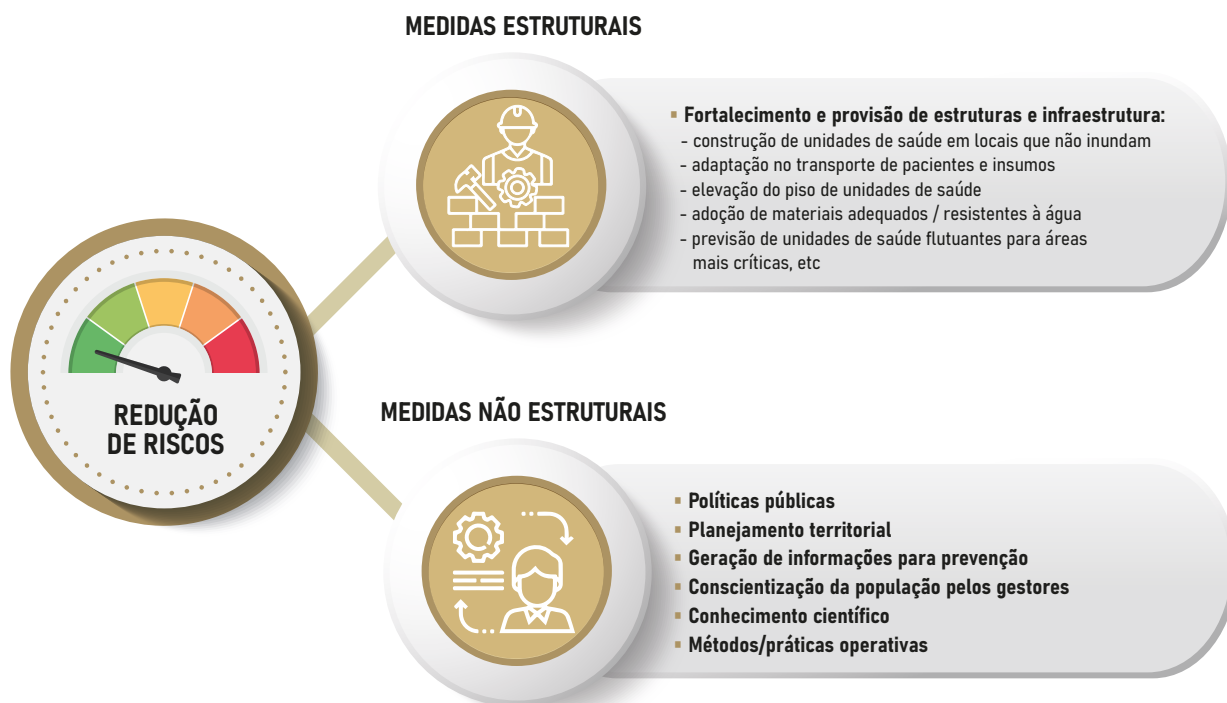 MEDIDAS ESTRUTURAIS
▪ Fortalecimento e provisão de estruturas e infraestrutura:
- construção de unidades de saúde em locais que não inundam
- adaptação no transporte de pacientes e insumos
- elevação do piso de unidades de saúde
- adoção de materiais adequados / resistentes à água
- previsão de unidades de saúde flutuantes para áreas
mais críticas, etc
REDUÇÃO
DE RISCOS
MEDIDAS NÃO ESTRUTURAIS
▪ Políticas públicas
▪ Planejamento territorial
▪ Geração de informações para prevenção
▪ Conscientização da população pelos gestores
▪ Conhecimento científico
▪ Métodos/práticas operativas